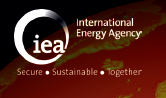 iea
International
Energy Agency
Secure • Sustainable • Together